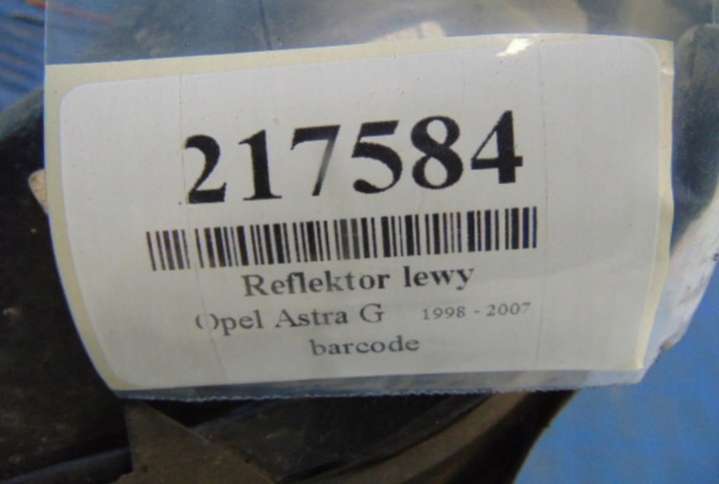 217584
Reflektor lewy
Opel Astra G 1998 - 2007
barcode